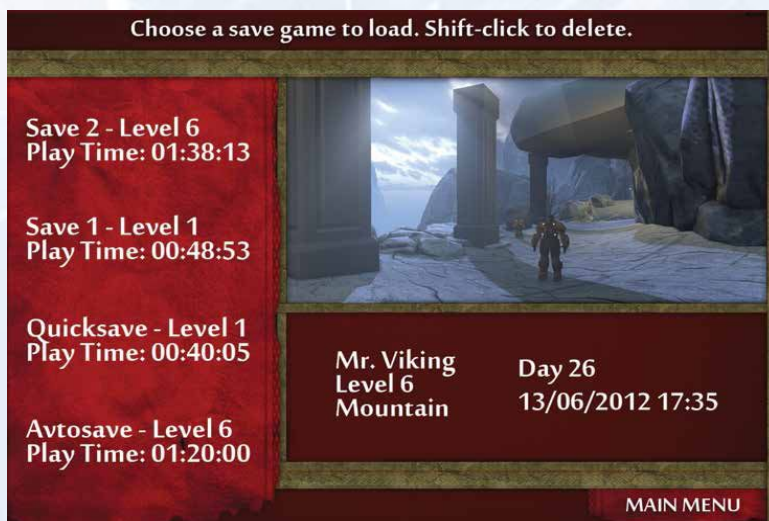 Choose a save game to load. Shift-click to delete.
Save 2 - Level 6
Play Time: 01:38:13
Save 1 - Level 1
Play Time: 00:48:53
Quicksave - Level 1
Play Time: 00:40:05
Avtosave - Level 6
Play Time: 01:20:00
Mr. Viking
Level 6
Mountain
Day 26
13/06/2012 17:35
MAIN MENU